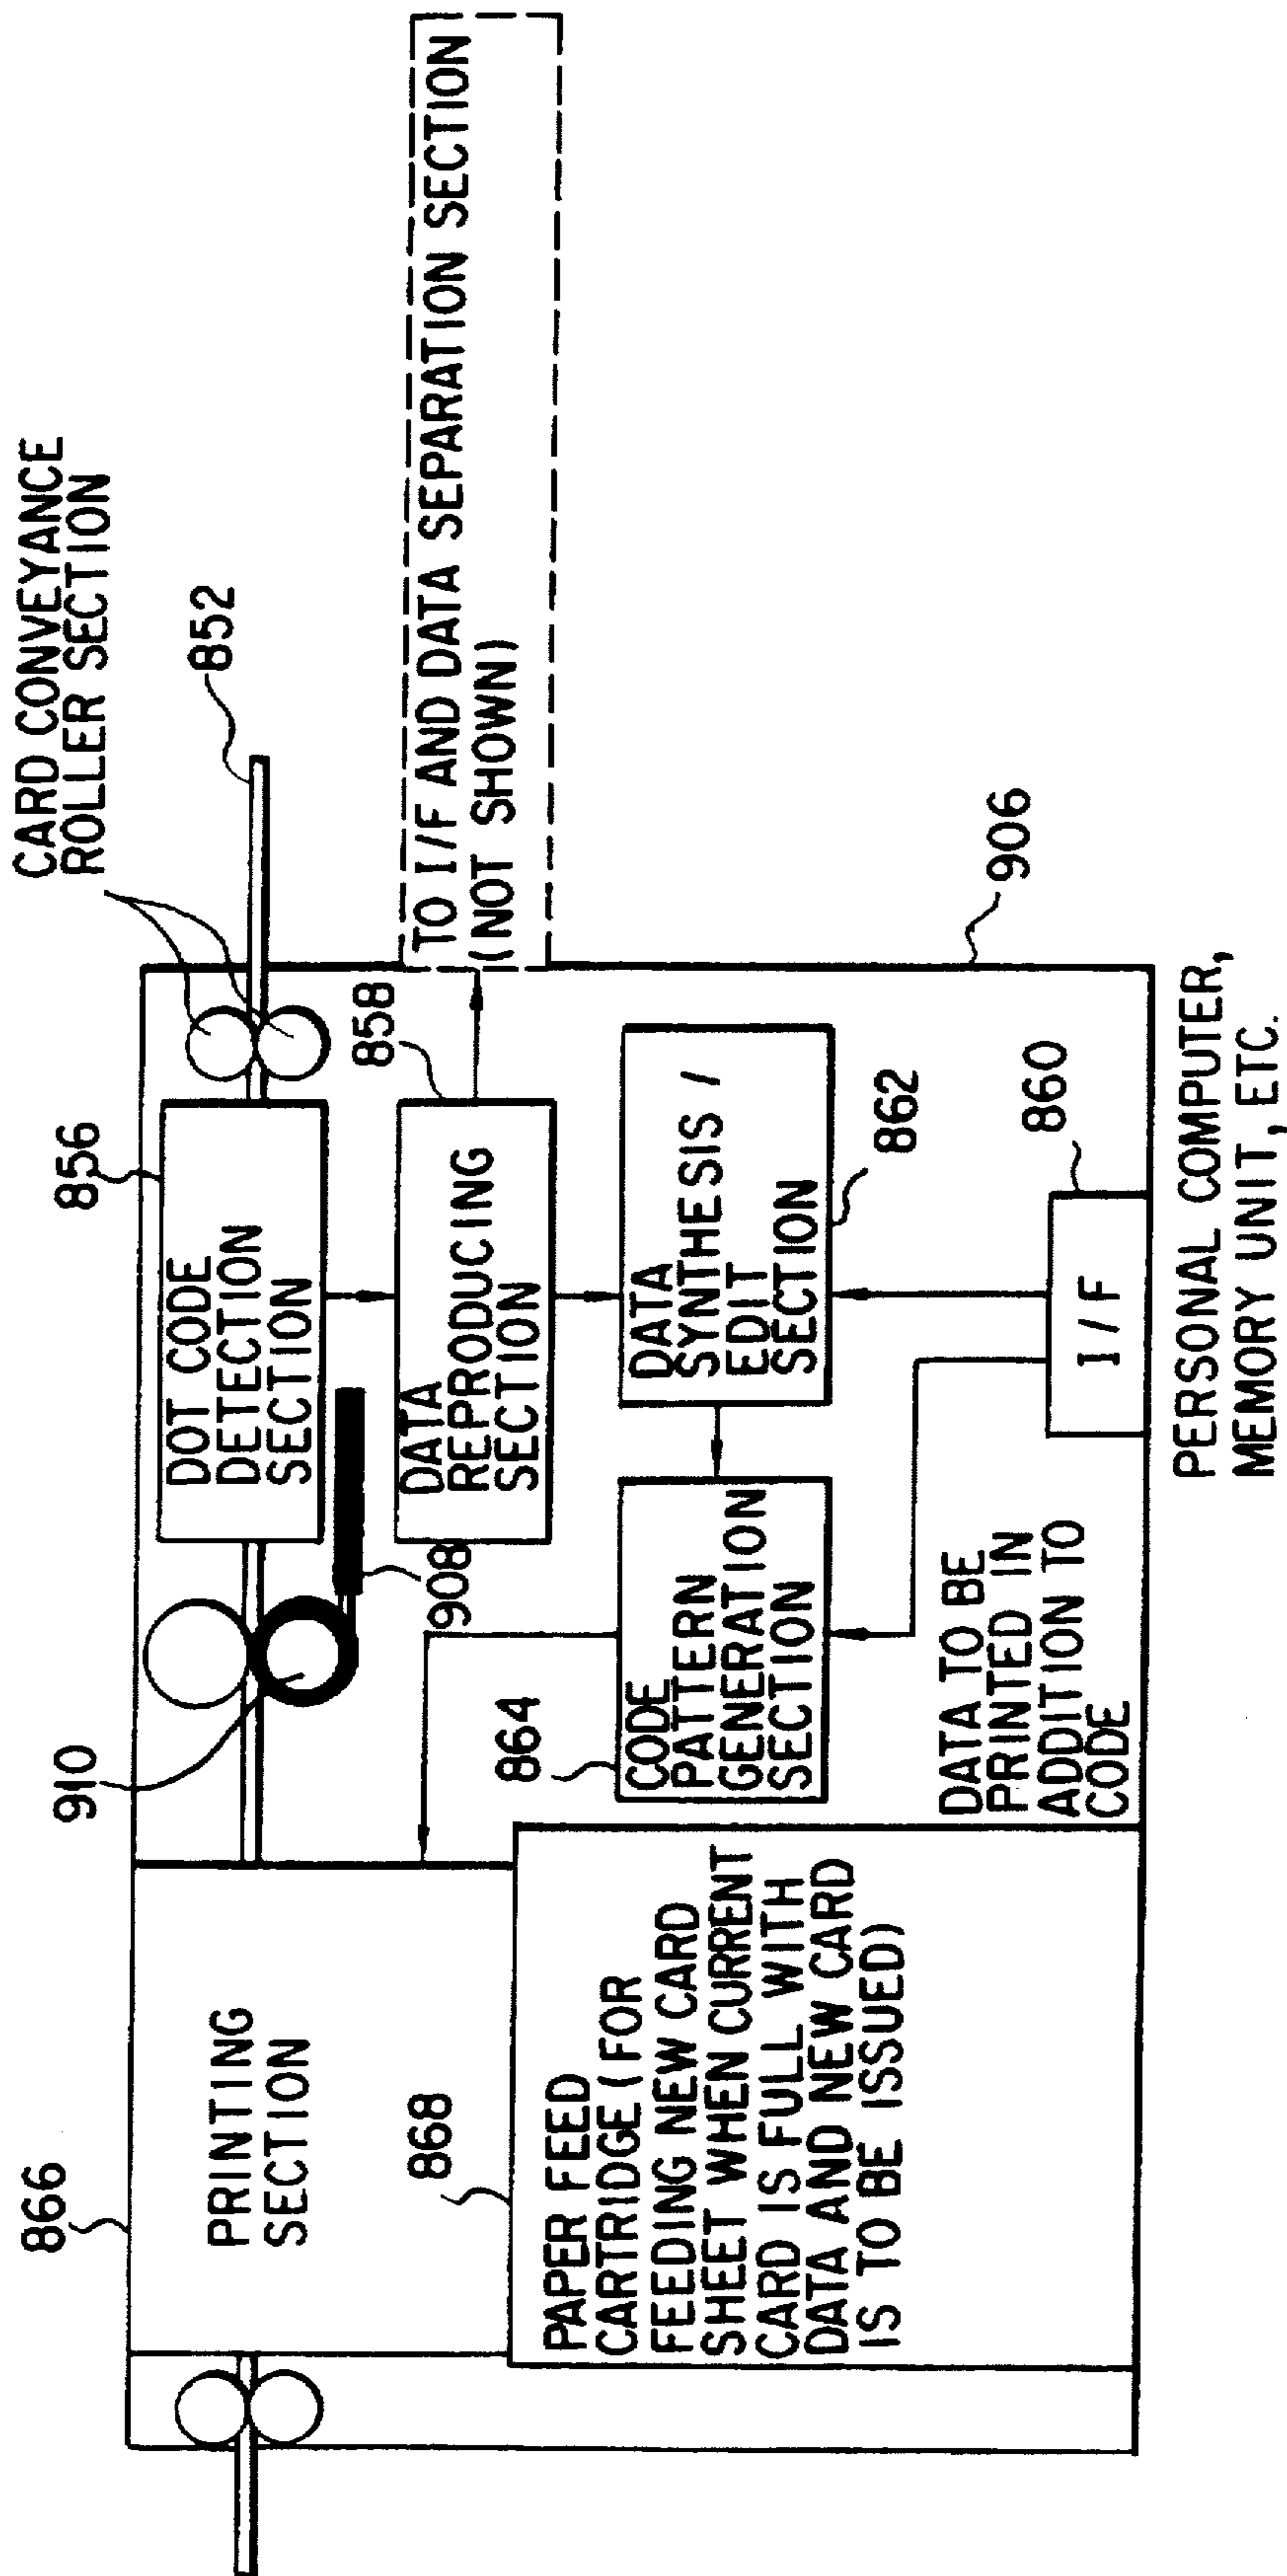 CARD CONVEYANCE
ROLLER SECTION
852
856
910
866
DOT CODE
DETECTION
SECTION
PRINTING
SECTION
858
908
868
DATA
REPRODUCING
SECTION
TO I/F AND DATA SEPARATION SECTION
(NOT SHOWN)
864
CODE
PATTERN
GENERATION
SECTION
DATA
SYNTHESIS /
EDIT
SECTION
862
906
PAPER FEED
CARTRIDGE (FOR
FEEDING NEW CARD
SHEET WHEN CURRENT
CARD IS FULL WITH
DATA AND NEW CARD
IS TO BE ISSUED)
DATA TO BE
PRINTED IN
ADDITION TO
CODE
860
I/F
PERSONAL COMPUTER,
MEMORY UNIT, ETC.